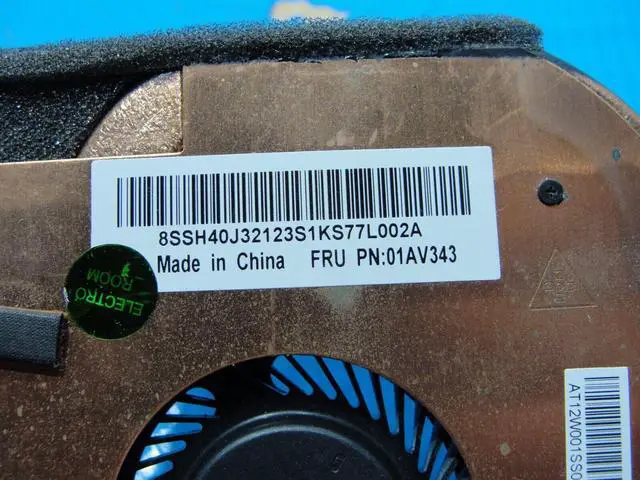 8SSH40J32123S1KS77L002A
Made in China FRU PN:01AV343
ELECTRO
ROOM
AT12W001SS0